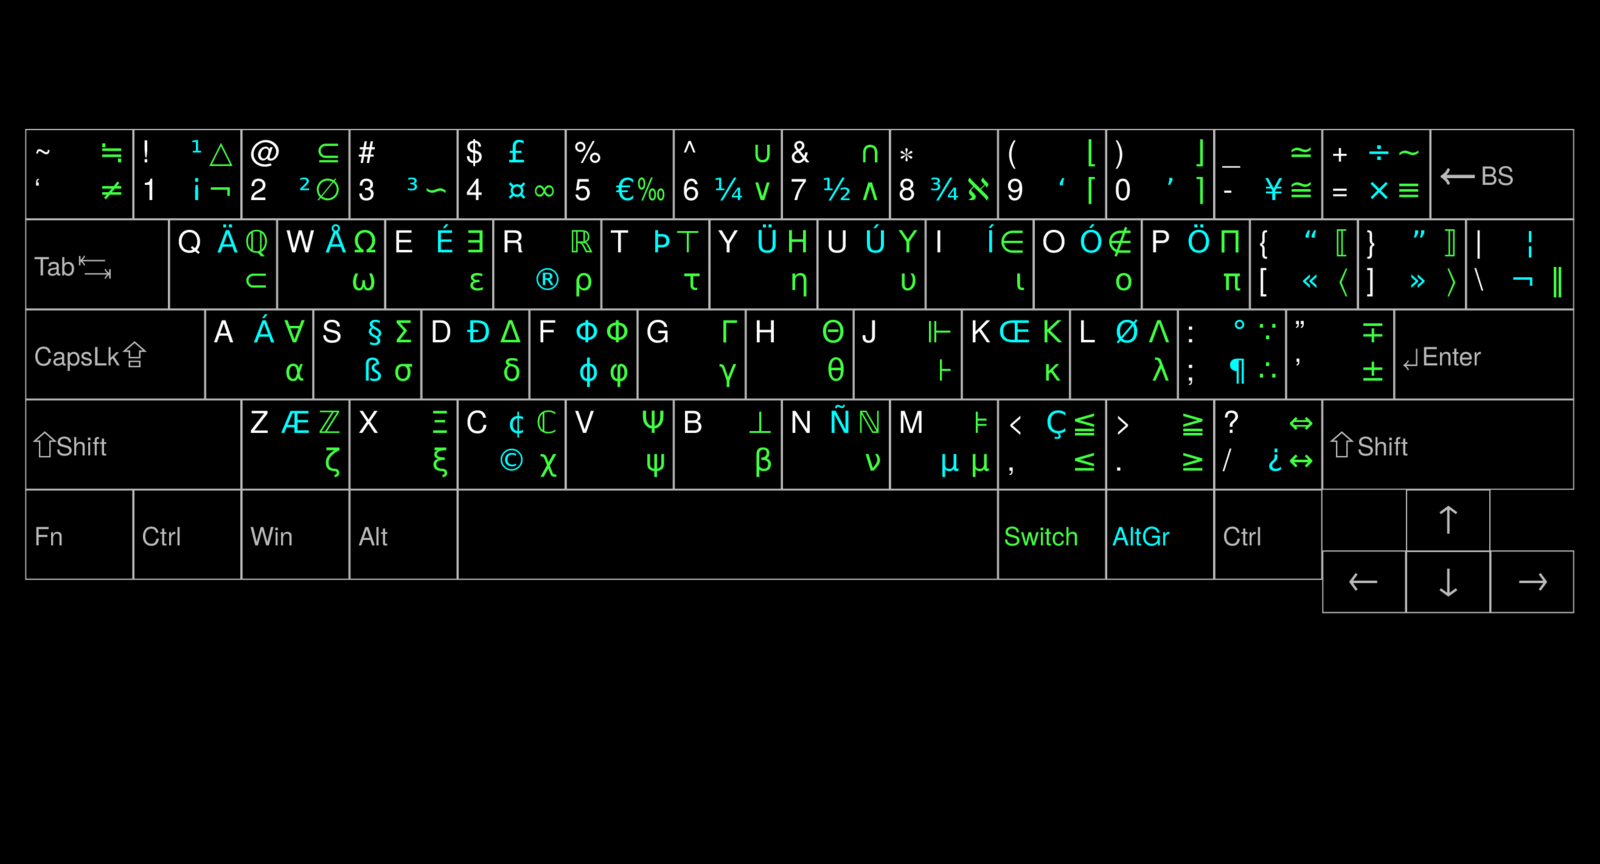 ~ ≒ ! ¹ △ @ ⊆ # $ £ % ^ ∪ & ∩ * ( ⌊ ) ⌋ _ ≃ + ÷ ∼ ← BS
‘ ≠ 1 ¡ ¬ 2 ² ∅ 3 ³ ∽ 4 ¤ ∞ 5 € ‰ 6 ¼ ∨ 7 ½ ∧ 8 ¾ ℵ 9 ‘ ⌈ 0 ’ ⌉ - ¥ ≅ = × ≡
Tab Q Ä ℚ W Å Ω E É ∃ R ℝ T Þ ⊤ Y Ü Η U Ú Υ I Í ∈ O Ó ∉ P Ö Π { “ ⟦ } ” ⟧ | ¦
⊂ ω ε ® ρ τ η υ ι ο π [ « ⟨ ] » ⟩ \ ¬ ∥
CapsLk A Á ∀ S § Σ D Ð Δ F Φ Φ G Γ H Θ J ⊩ K Œ Κ L Ø Λ : ° ∵ ” ∓ Enter
α ß σ δ ϕ φ γ θ ⊦ κ λ ; ¶ ∴ ’ ±
⇧Shift Z Æ ℤ X Ξ C ¢ ℂ V Ψ B ⊥ N Ñ ℕ M ⊧ < Ç ≦ > ≧ ? ⇔ ⇧Shift
ζ ξ © χ ψ β ν μ μ , ≤ . ≥ / ¿ ↔
Fn Ctrl Win Alt Switch AltGr Ctrl ↑
← ↓ →